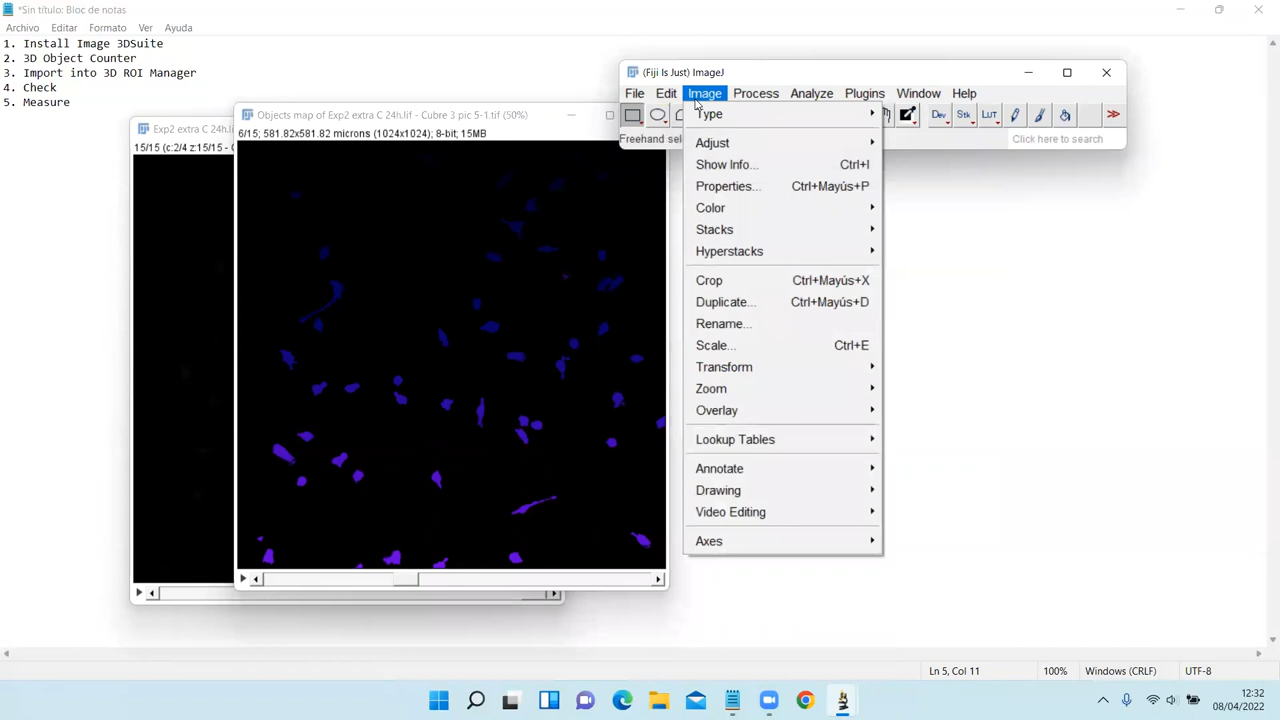 *Sin título: Bloc de notas
Archivo Editar Formato Ver Ayuda
1. Install Image 3DSuite
2. 3D Object Counter
3. Import into 3D ROI Manager
4. Check
5. Measure
Exp2 extra C 24h.li
15/15 (c:2/4 z:15/15 -
Objects map of Exp2 extra C 24h.lif - Cubre 3 pic 5-1.tif (50%)
6/15; 581.82x581.82 microns (1024x1024); 8-bit; 15MB
(Fiji Is Just) ImageJ
File Edit Image Process Analyze Plugins Window Help
Dev Stk LUT
Freehand sel
Click here to search
Type
Adjust
Show Info... Ctrl+I
Properties... Ctrl+Mayús+P
Color
Stacks
Hyperstacks
Crop Ctrl+Mayús+X
Duplicate... Ctrl+Mayús+D
Rename...
Scale... Ctrl+E
Transform
Zoom
Overlay
Lookup Tables
Annotate
Drawing
Video Editing
Axes
Ln 5, Col 11 100% Windows (CRLF) UTF-8
12:32
08/04/2022